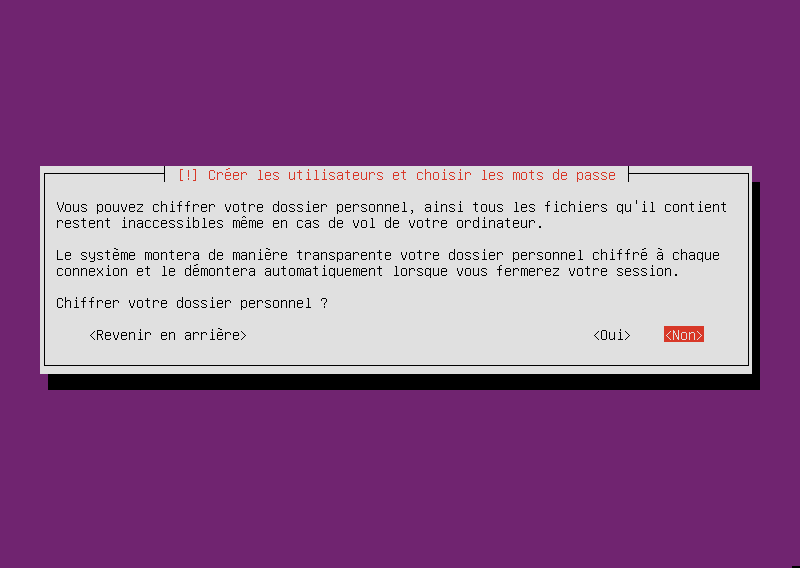 [!] Créer les utilisateurs et choisir les mots de passe
Vous pouvez chiffrer votre dossier personnel, ainsi tous les fichiers qu'il contient
restent inaccessibles même en cas de vol de votre ordinateur.
Le système montera de manière transparente votre dossier personnel chiffré à chaque
connexion et le démontera automatiquement lorsque vous fermerez votre session.
Chiffrer votre dossier personnel ?
<Revenir en arrière> <Oui> <Non>